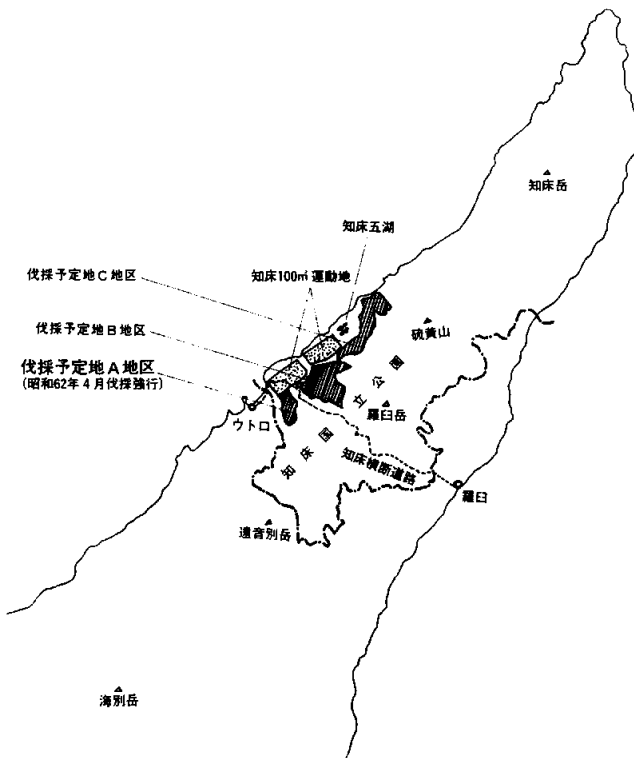 知床岳
知床五湖
伐採予定地C地区
知床100㎡運動地
伐採予定地B地区
硫黄山
伐採予定地A地区
(昭和62年4月伐採強行)
知床国立公園
羅臼岳
ウトロ
知床横断道路
羅臼
遠音別岳
海別岳